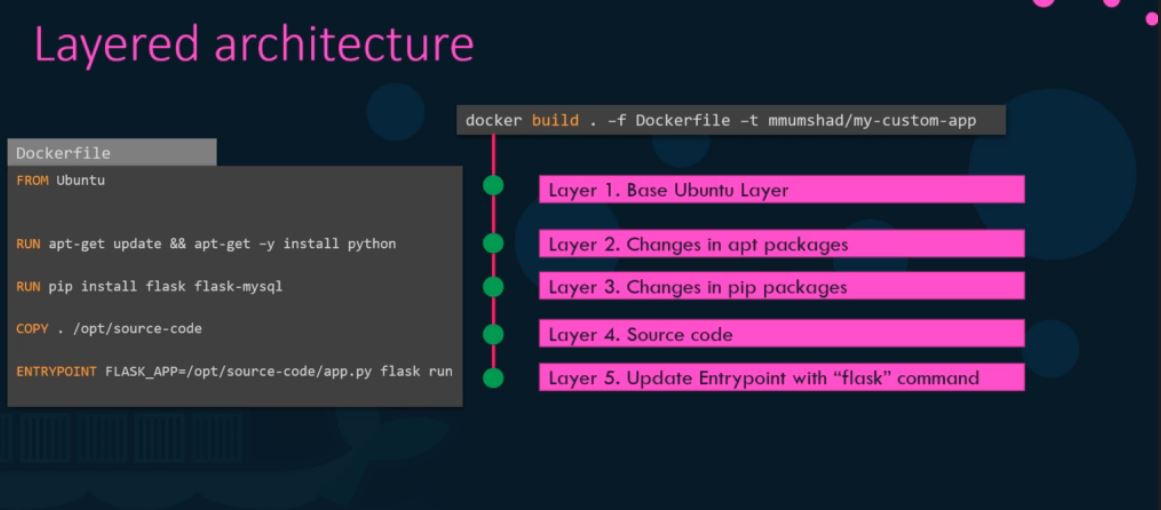 Layered architecture
docker build . -f Dockerfile -t mmumshad/my-custom-app
Dockerfile
FROM Ubuntu
RUN apt-get update && apt-get -y install python
RUN pip install flask flask-mysql
COPY . /opt/source-code
ENTRYPOINT FLASK_APP=/opt/source-code/app.py flask run
Layer 1. Base Ubuntu Layer
Layer 2. Changes in apt packages
Layer 3. Changes in pip packages
Layer 4. Source code
Layer 5. Update Entrypoint with “flask” command